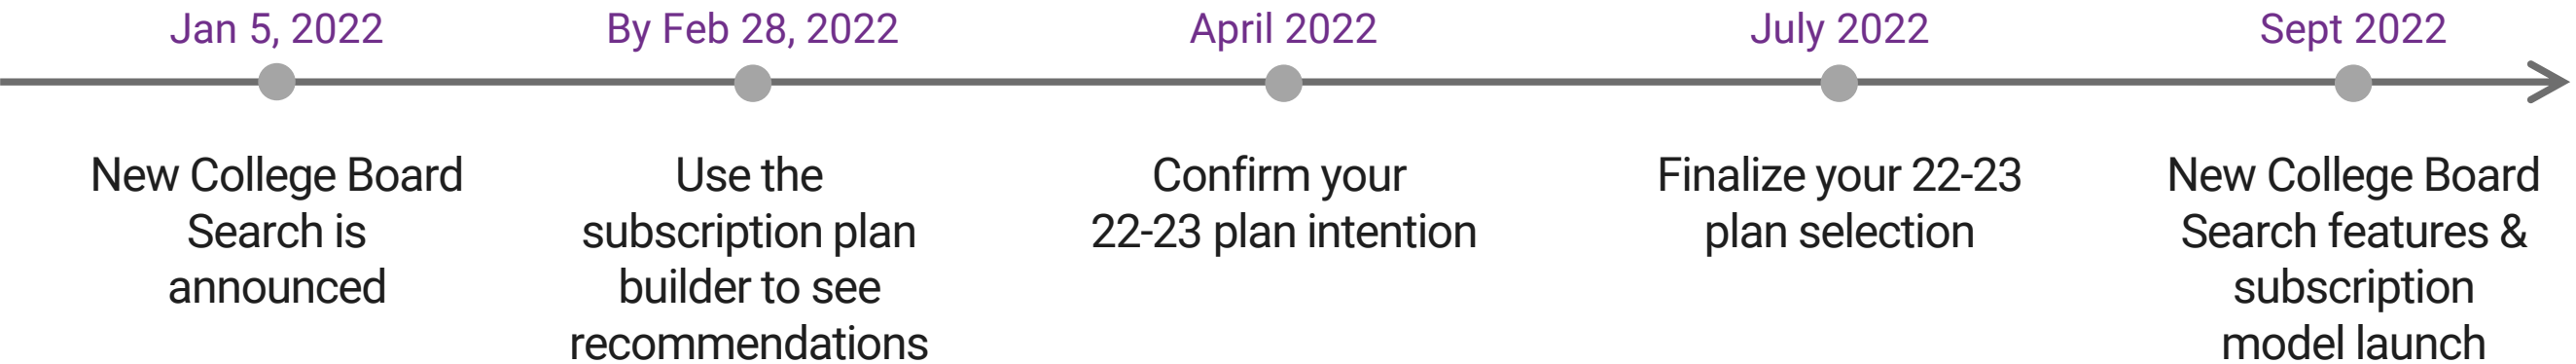 Jan 5, 2022
New College Board
Search is
announced
By Feb 28, 2022
Use the
subscription plan
builder to see
recommendations
April 2022
Confirm your
22-23 plan intention
July 2022
Finalize your 22-23
plan selection
Sept 2022
New College Board
Search features &
subscription
model launch